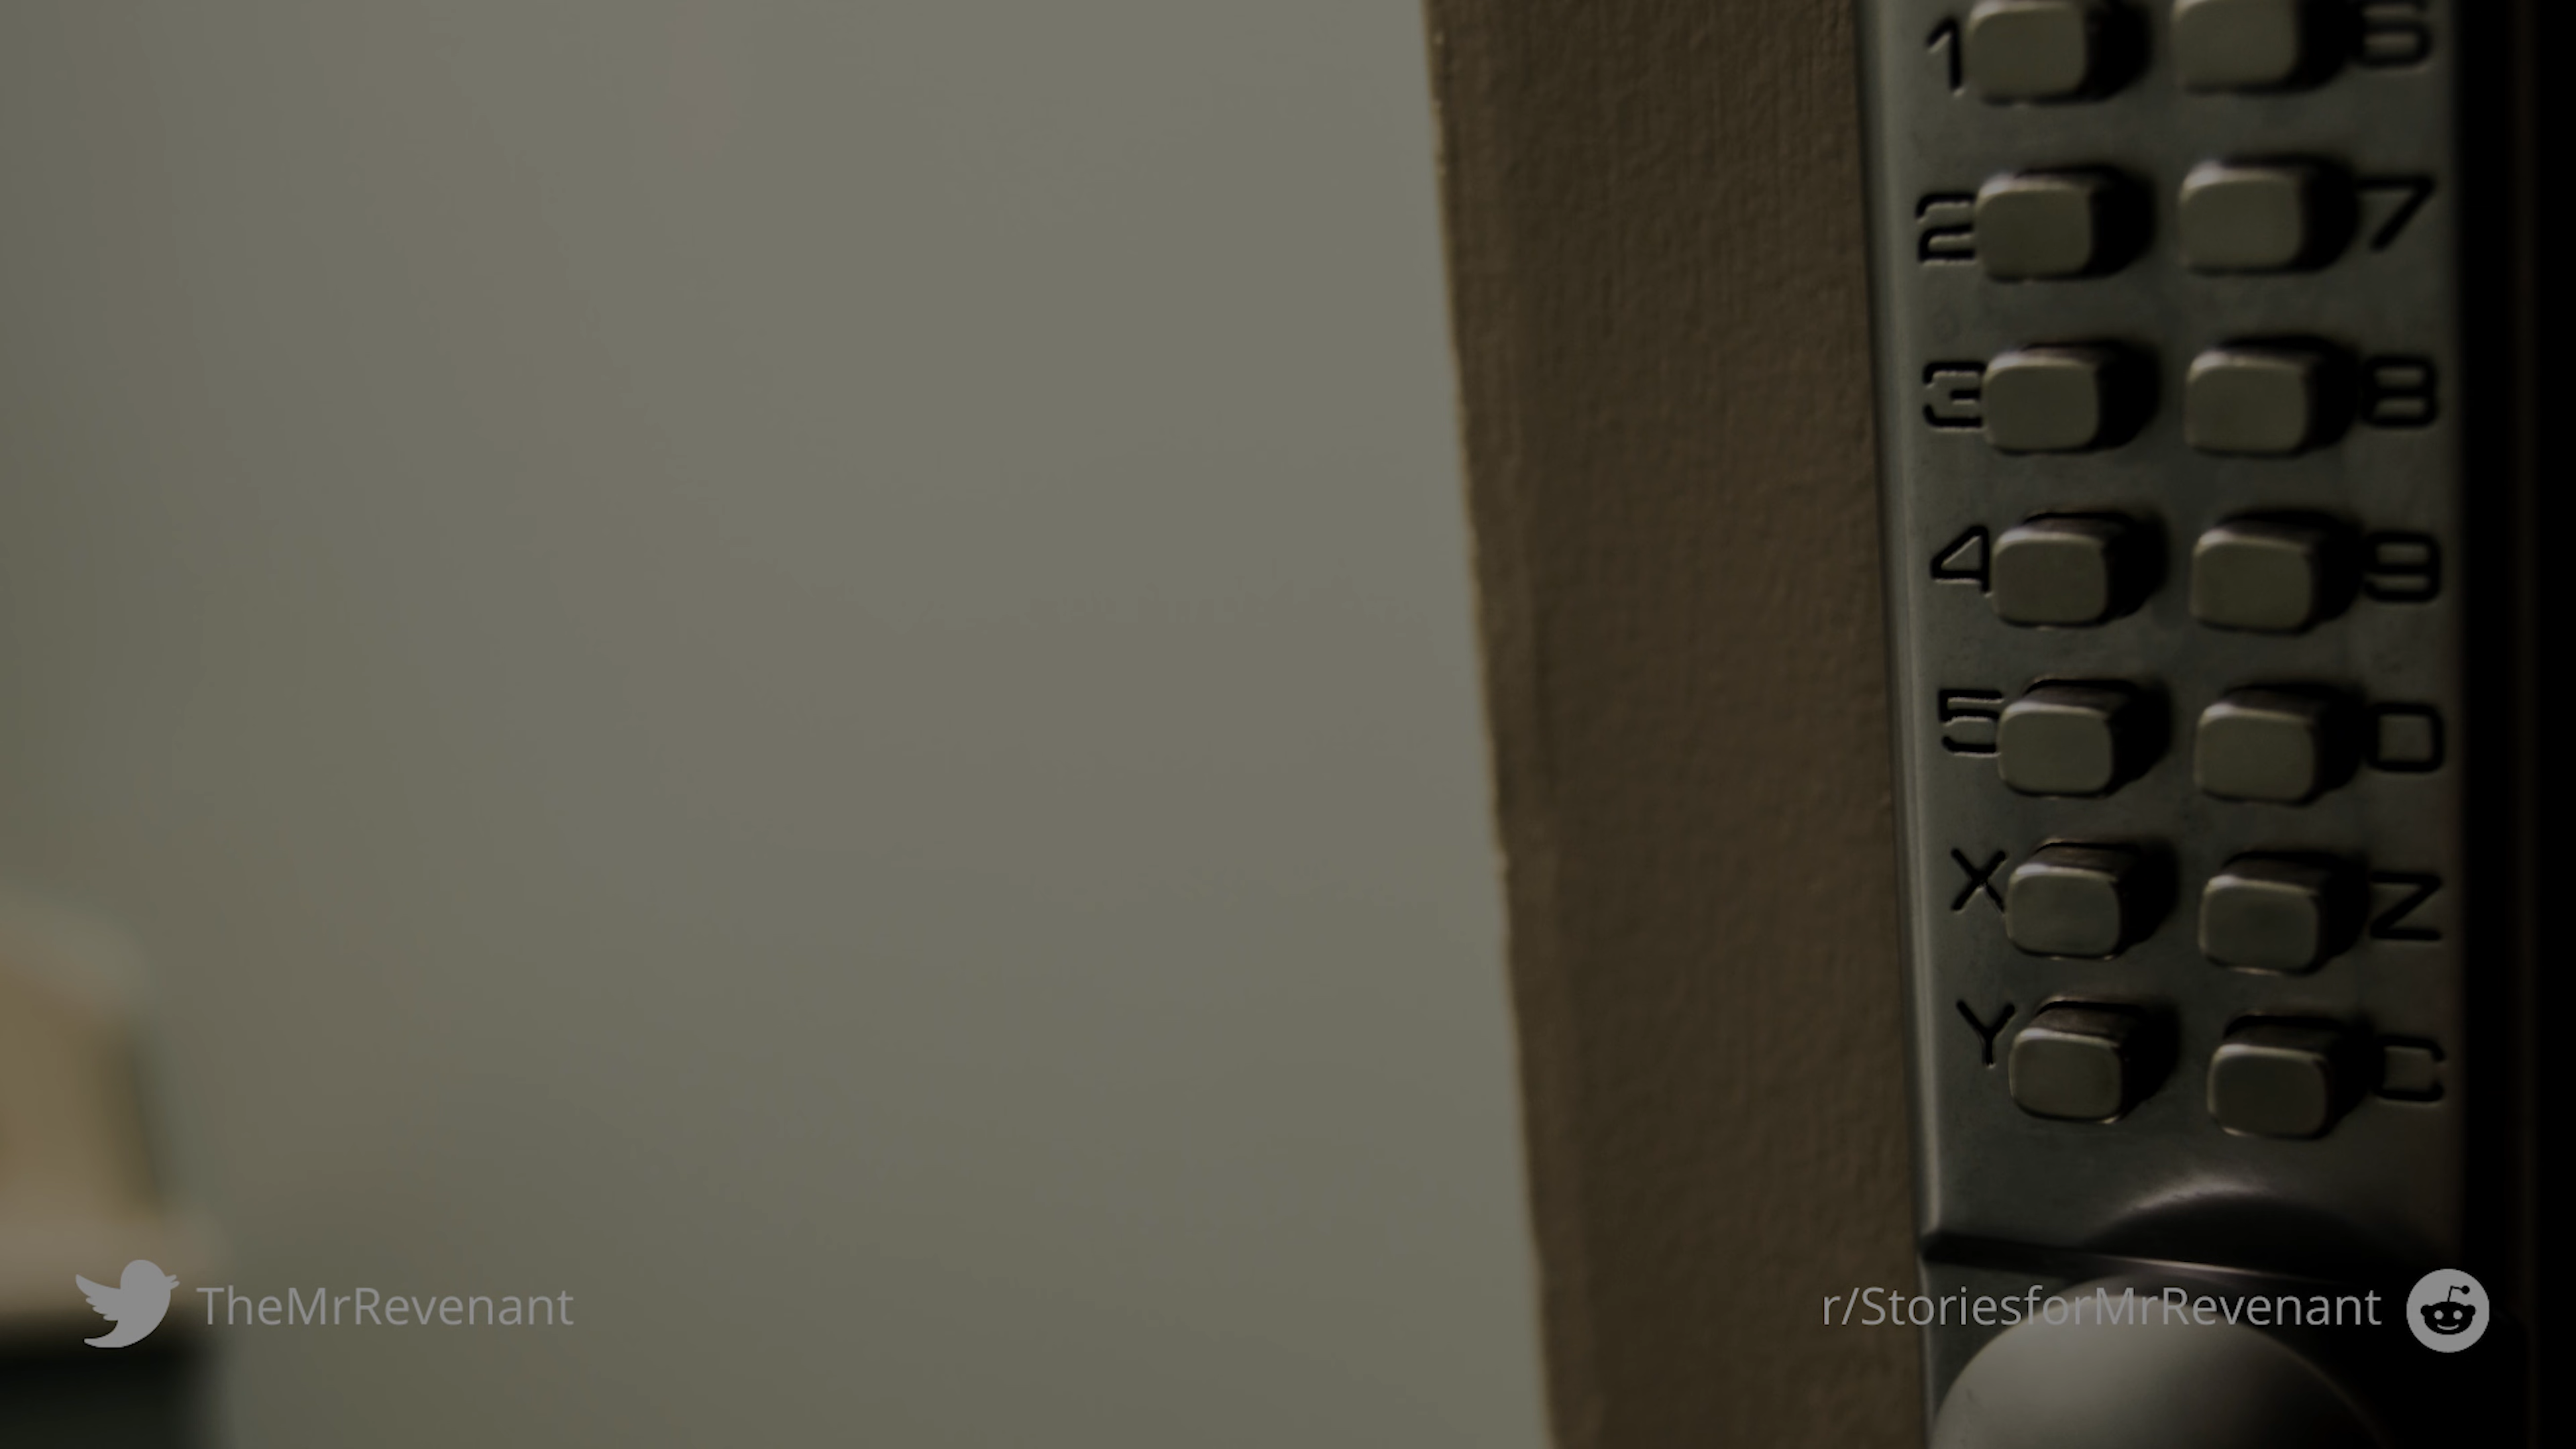 1 6
2 7
3 8
4 9
5 0
X Z
Y C
TheMrRevenant
r/StoriesforMrRevenant